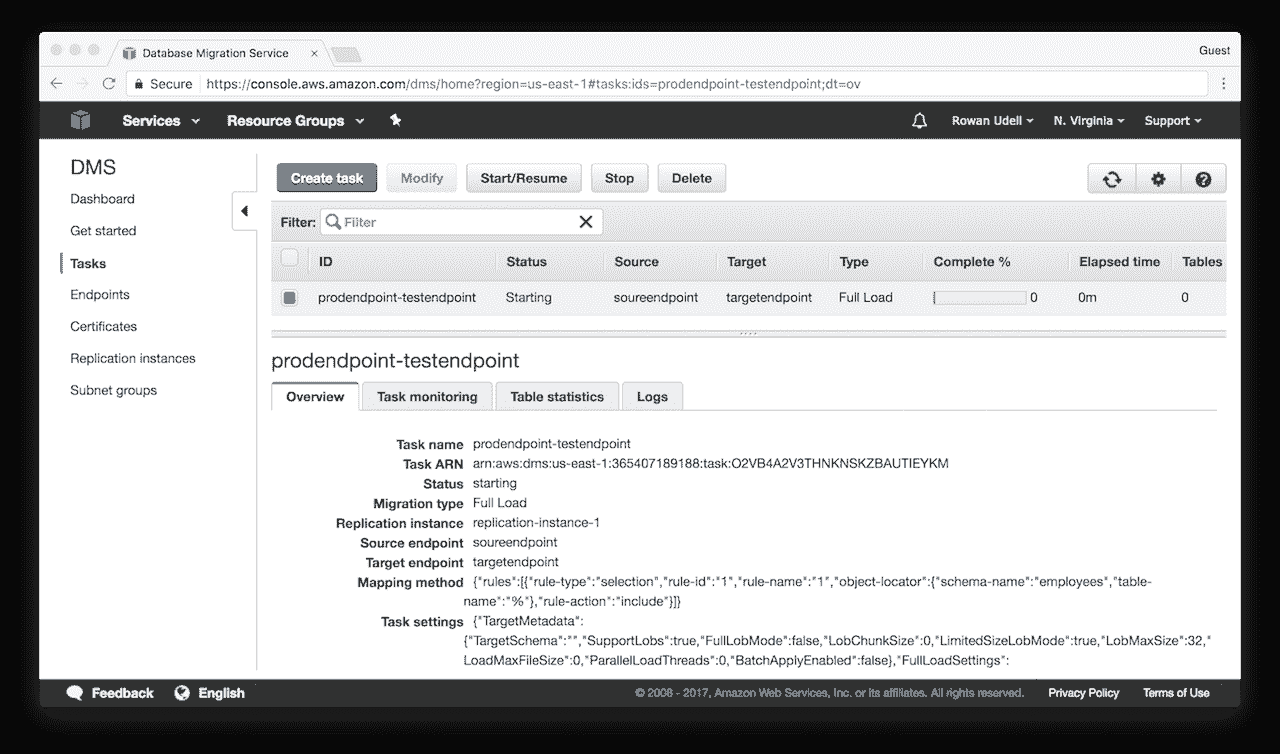 Database Migration Service
Guest
Secure https://console.aws.amazon.com/dms/home?region=us-east-1#tasks:ids=prodendpoint-testendpoint;dt=ov
Services Resource Groups Rowan Udell N. Virginia Support
DMS
Dashboard
Get started
Tasks
Endpoints
Certificates
Replication instances
Subnet groups
Create task Modify Start/Resume Stop Delete
Filter: Filter
ID Status Source Target Type Complete % Elapsed time Tables
prodendpoint-testendpoint Starting soureendpoint targetendpoint Full Load 0 0m 0
prodendpoint-testendpoint
Overview Task monitoring Table statistics Logs
Task name prodendpoint-testendpoint
Task ARN arn:aws:dms:us-east-1:365407189188:task:O2VB4A2V3THNKNSKZBAUTIEYKM
Status starting
Migration type Full Load
Replication instance replication-instance-1
Source endpoint soureendpoint
Target endpoint targetendpoint
Mapping method {"rules":[{"rule-type":"selection","rule-id":"1","rule-name":"1","object-locator":{"schema-name":"employees","table-
name":"%"},"rule-action":"include"}]}
Task settings {"TargetMetadata":
{"TargetSchema":"","SupportLobs":true,"FullLobMode":false,"LobChunkSize":0,"LimitedSizeLobMode":true,"LobMaxSize":32,"
LoadMaxFileSize":0,"ParallelLoadThreads":0,"BatchApplyEnabled":false},"FullLoadSettings":
Feedback English © 2008 - 2017, Amazon Web Services, Inc. or its affiliates. All rights reserved. Privacy Policy Terms of Use